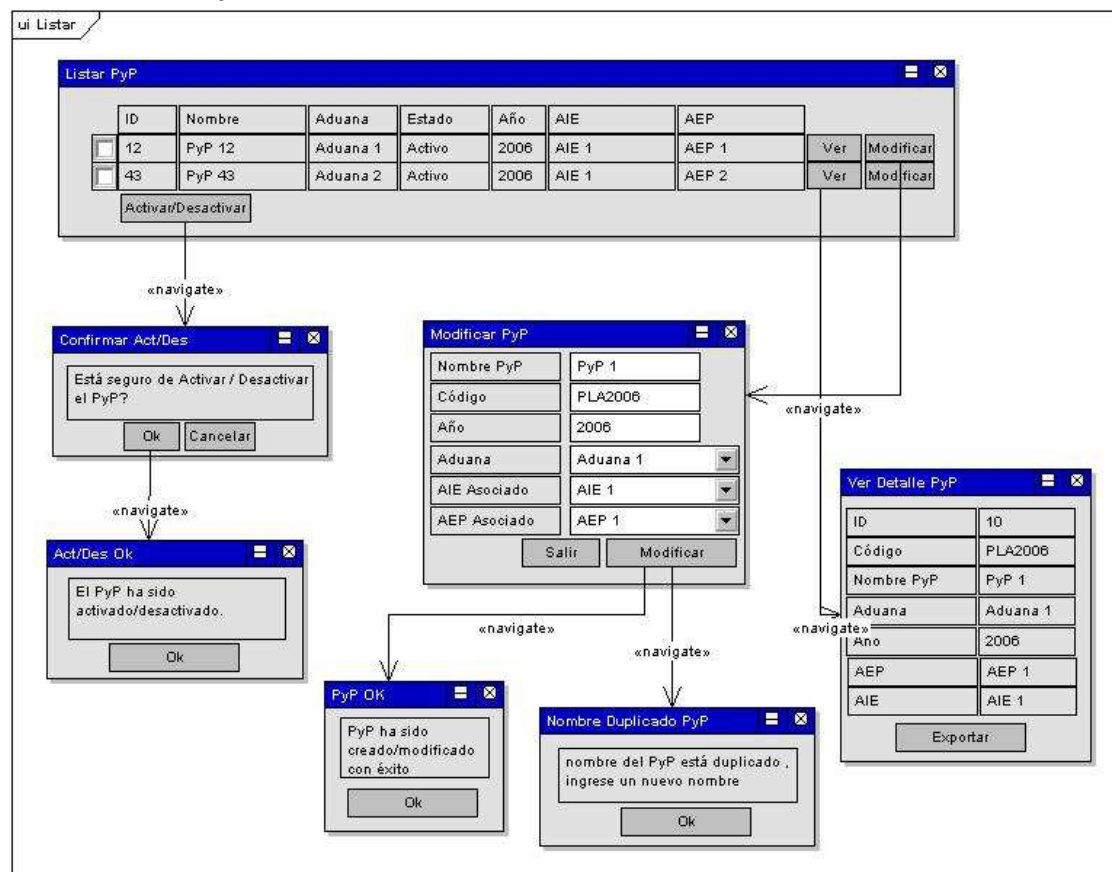 ui Listar
Listar PyP
ID Nombre Aduana Estado Año AIE AEP
12 PyP 12 Aduana 1 Activo 2006 AIE 1 AEP 1 Ver Modificar
43 PyP 43 Aduana 2 Activo 2006 AIE 1 AEP 2 Ver Modificar
Activar/Desactivar
«navigate»
Confirmar Act/Des
Está seguro de Activar / Desactivar
el PyP?
Ok Cancelar
«navigate»
Act/Des Ok
El PyP ha sido
activado/desactivado.
Ok
Modificar PyP
Nombre PyP PyP 1
Código PLA2006
Año 2006
Aduana Aduana 1
AIE Asociado AIE 1
AEP Asociado AEP 1
Salir Modificar
«navigate»
«navigate»
«navigate»
PyP OK
PyP ha sido
creado/modificado
con éxito
Ok
Nombre Duplicado PyP
nombre del PyP está duplicado ,
ingrese un nuevo nombre
Ok
«navigate»
Ver Detalle PyP
ID 10
Código PLA2006
Nombre PyP PyP 1
Aduana Aduana 1
Ano 2006
AEP AEP 1
AIE AIE 1
Exportar